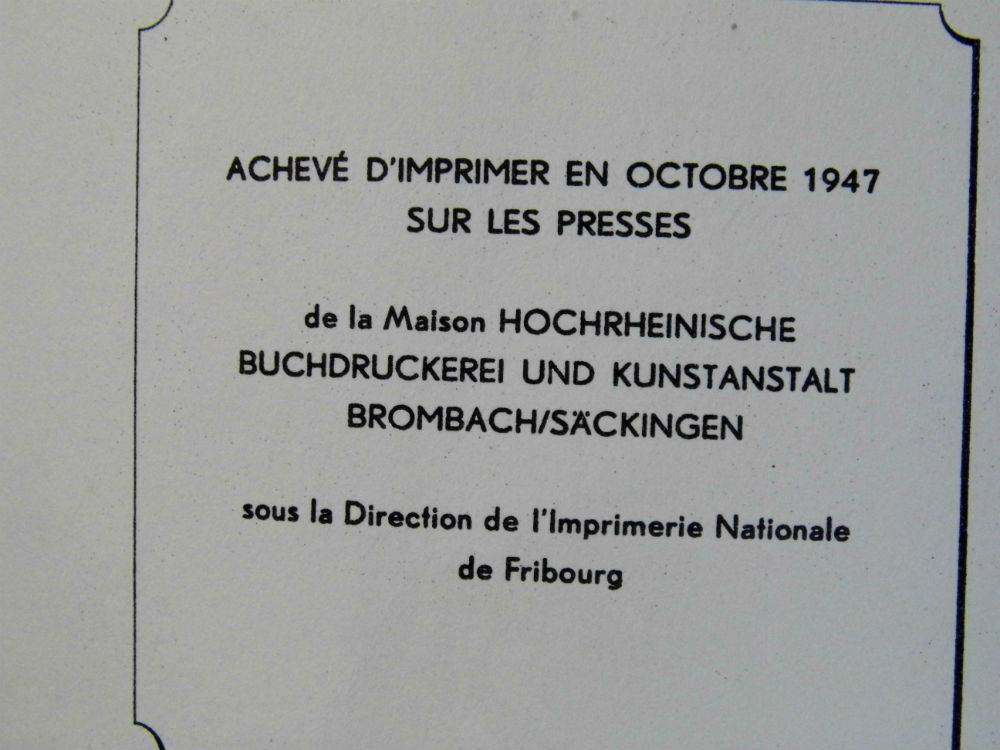 ACHEVÉ D'IMPRIMER EN OCTOBRE 1947
SUR LES PRESSES
de la Maison HOCHRHEINISCHE
BUCHDRUCKEREI UND KUNSTANSTALT
BROMBACH/SÄCKINGEN
sous la Direction de l'Imprimerie Nationale
de Fribourg